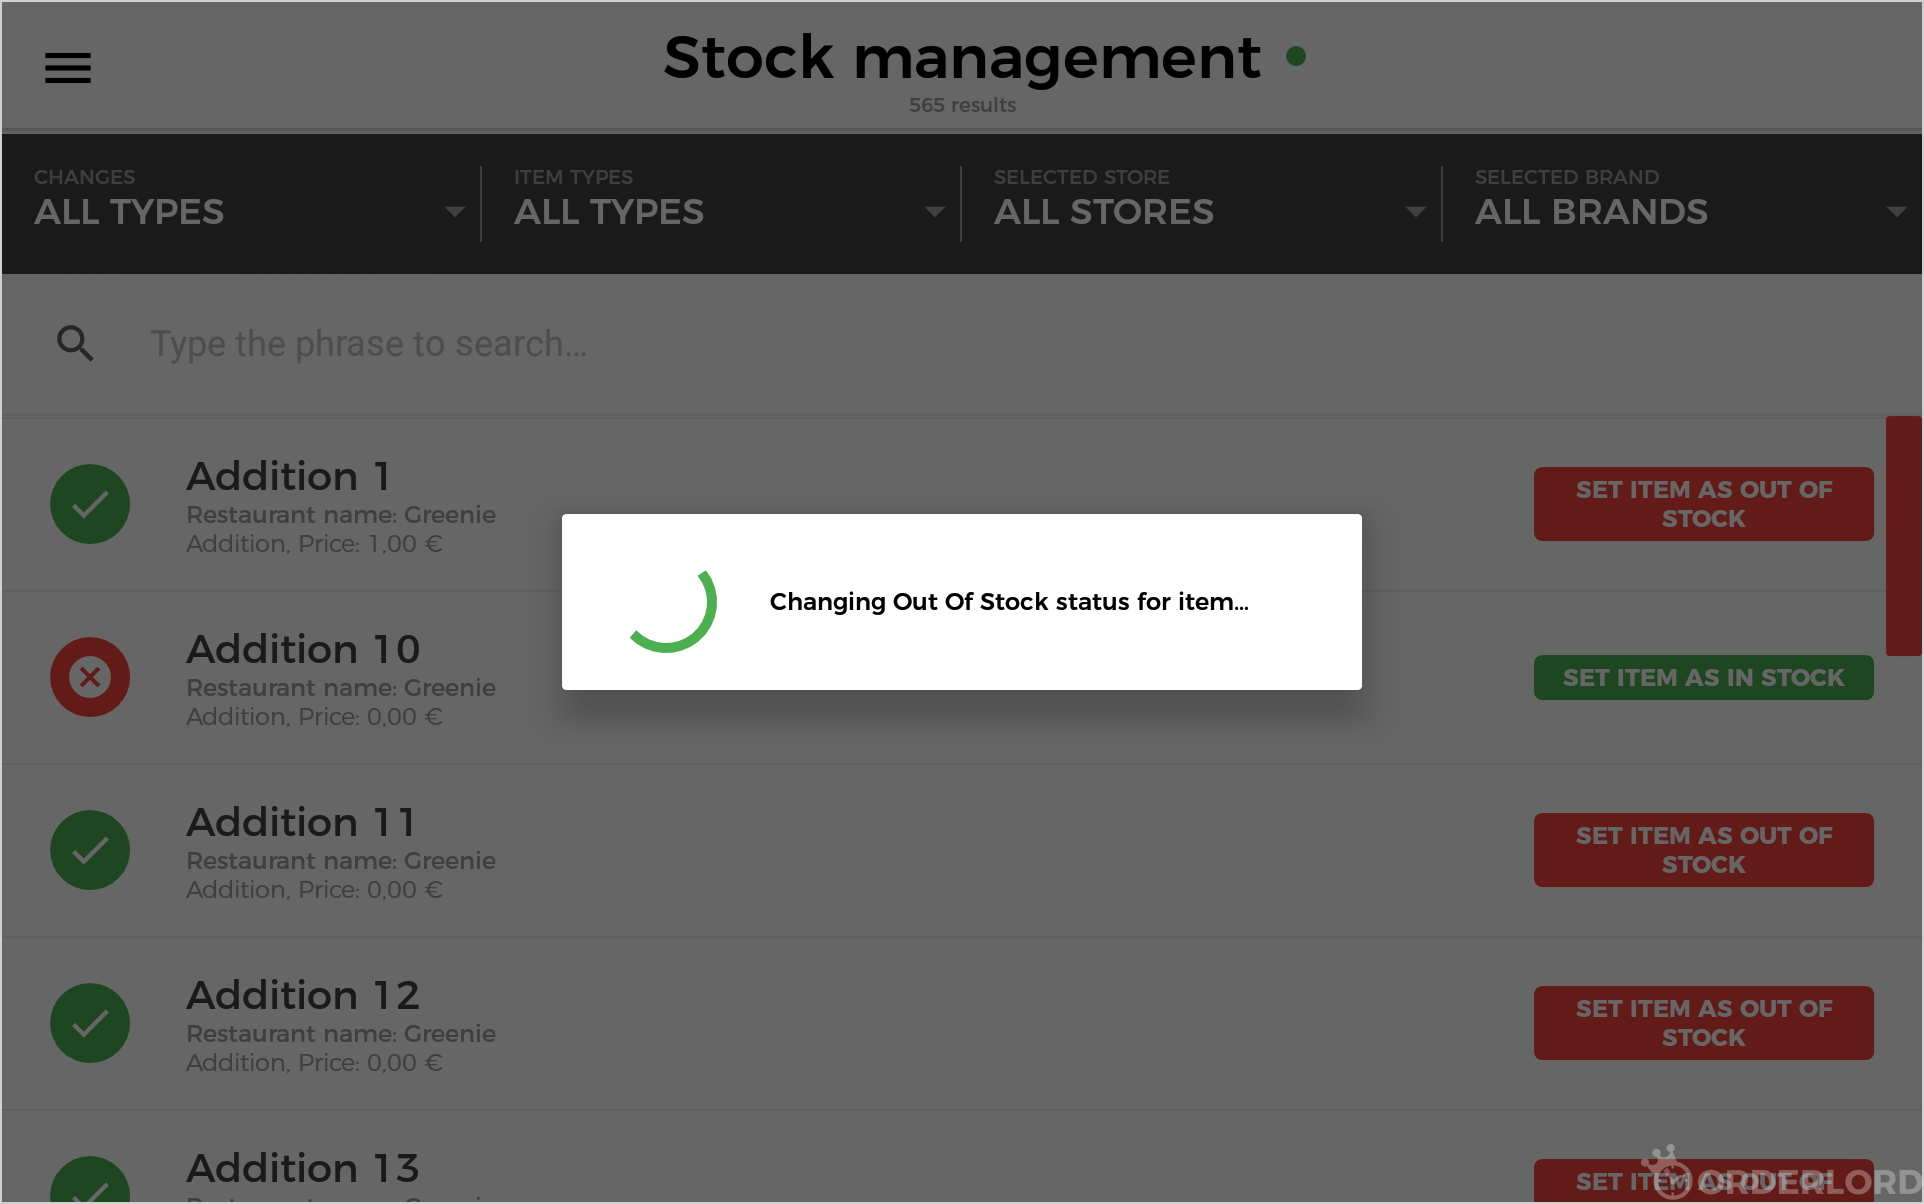 Stock management
565 results
CHANGES
ALL TYPES
ITEM TYPES
ALL TYPES
SELECTED STORE
ALL STORES
SELECTED BRAND
ALL BRANDS
Type the phrase to search...
Addition 1
Restaurant name: Greenie
Addition, Price: 1,00 €
SET ITEM AS OUT OF
STOCK
Changing Out Of Stock status for item...
Addition 10
Restaurant name: Greenie
Addition, Price: 0,00 €
SET ITEM AS IN STOCK
Addition 11
Restaurant name: Greenie
Addition, Price: 0,00 €
SET ITEM AS OUT OF
STOCK
Addition 12
Restaurant name: Greenie
Addition, Price: 0,00 €
SET ITEM AS OUT OF
STOCK
Addition 13
SET ITEM AS OUT OF
ORDERLORD